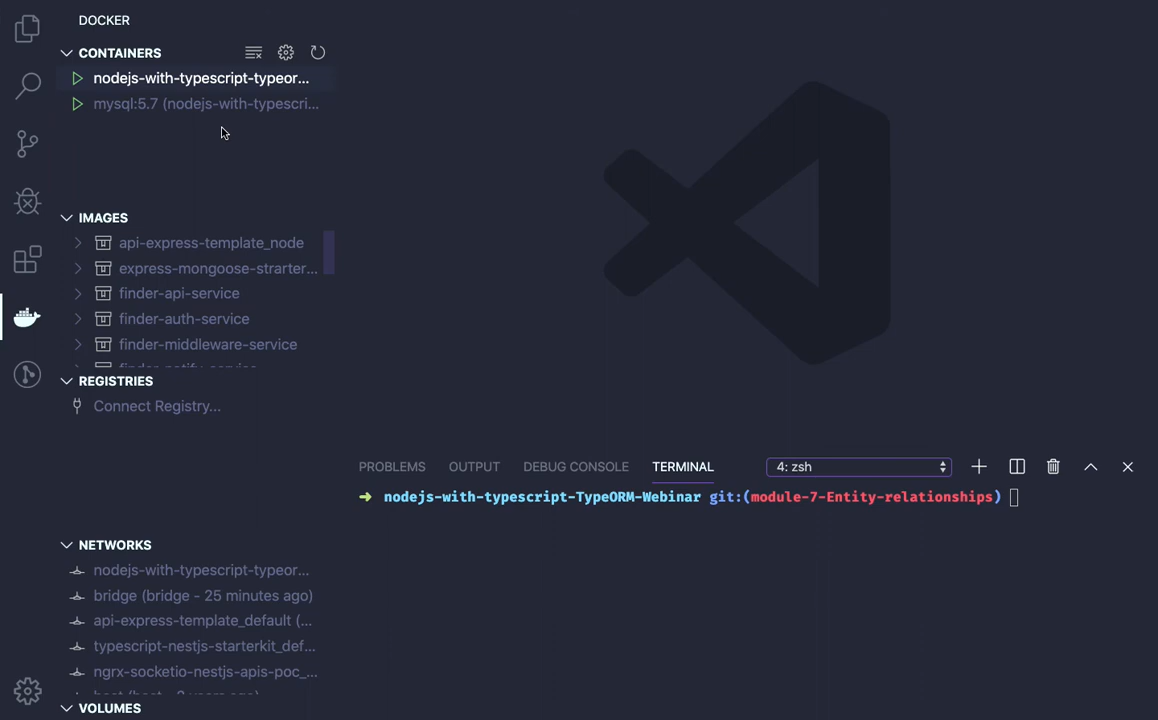 DOCKER
CONTAINERS
nodejs-with-typescript-typeor...
mysql:5.7 (nodejs-with-typescri...
IMAGES
api-express-template_node
express-mongoose-strarter...
finder-api-service
finder-auth-service
finder-middleware-service
finder-notify-service
REGISTRIES
Connect Registry...
PROBLEMS OUTPUT DEBUG CONSOLE TERMINAL 4: zsh
➜ nodejs-with-typescript-TypeORM-Webinar git:(module-7-Entity-relationships)
NETWORKS
nodejs-with-typescript-typeor...
bridge (bridge - 25 minutes ago)
api-express-template_default (...
typescript-nestjs-starterkit_def...
ngrx-socketio-nestjs-apis-poc_...
VOLUMES